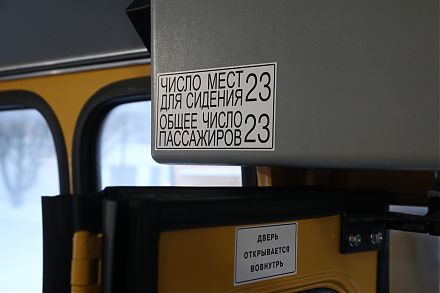 ЧИСЛО МЕСТ
ДЛЯ СИДЕНИЯ 23
ОБЩЕЕ ЧИСЛО
ПАССАЖИРОВ 23
ДВЕРЬ
ОТКРЫВАЕТСЯ
ВОВНУТРЬ